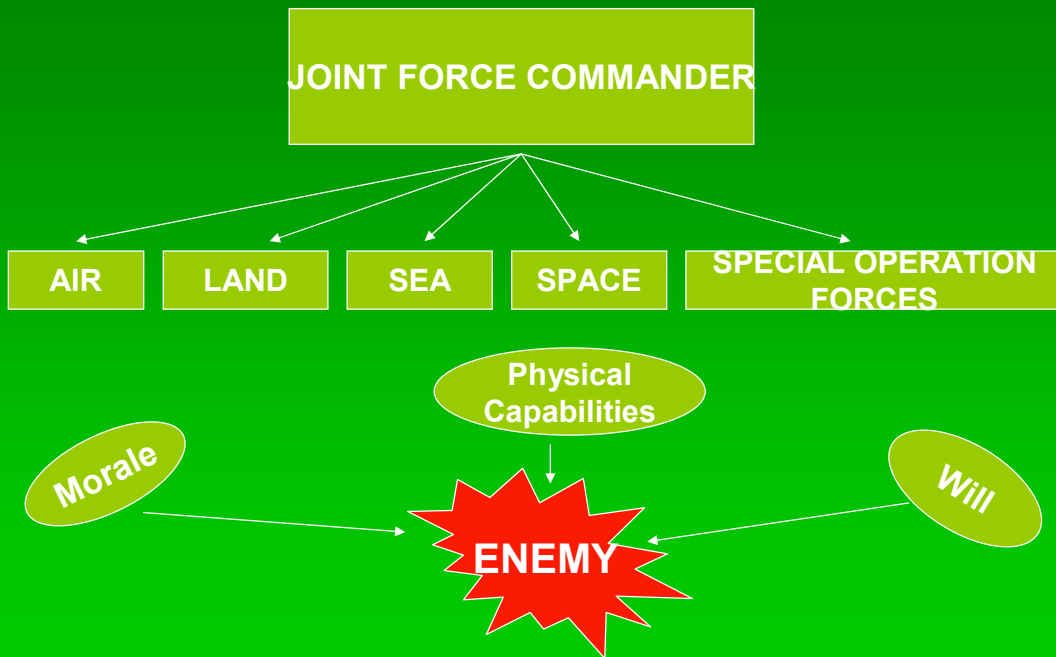 JOINT FORCE COMMANDER
AIR
LAND
SEA
SPACE
SPECIAL OPERATION
FORCES
Physical
Capabilities
Morale
Will
ENEMY